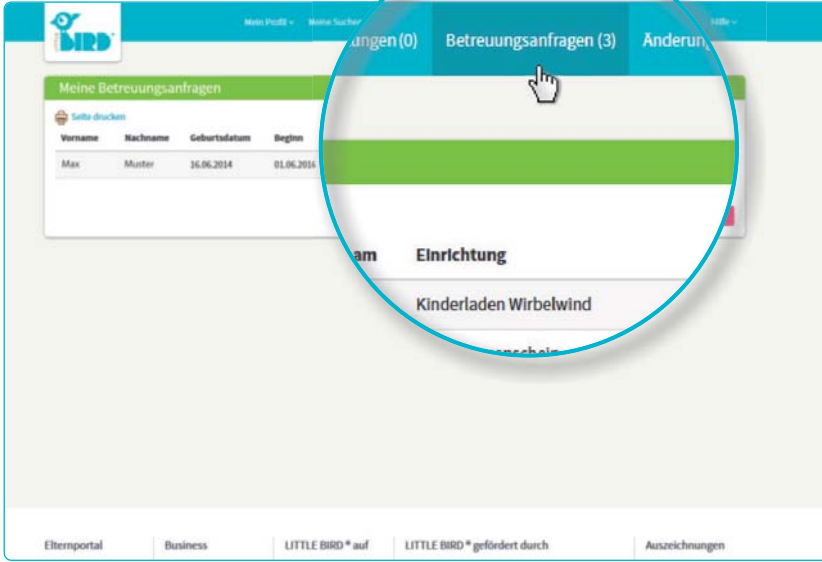 BIRD
Mein Profil
Meine Suche
Hilfe
(0) Betreuungsanfragen (3)
Meine Betreuungsanfragen
Seite drucken
Vorname Nachname Geburtsdatum Beginn
Max Muster 16.06.2014 01.06.2016
am Einrichtung
Kinderladen Wirbelwind
Elternportal Business LITTLE BIRD® auf LITTLE BIRD® gefördert durch Auszeichnungen